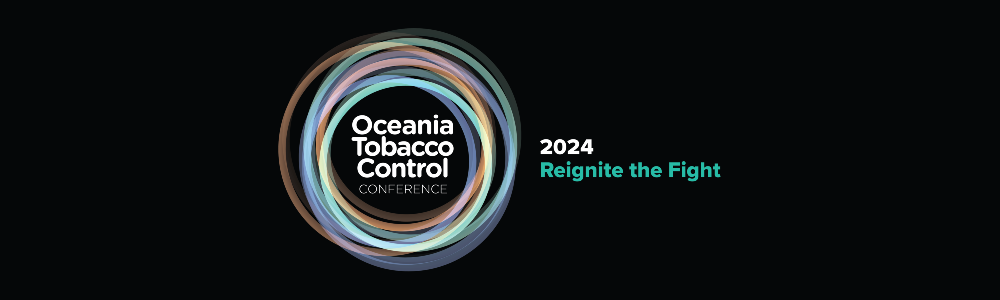 Oceania
Tobacco
Control
CONFERENCE
2024
Reignite the Fight